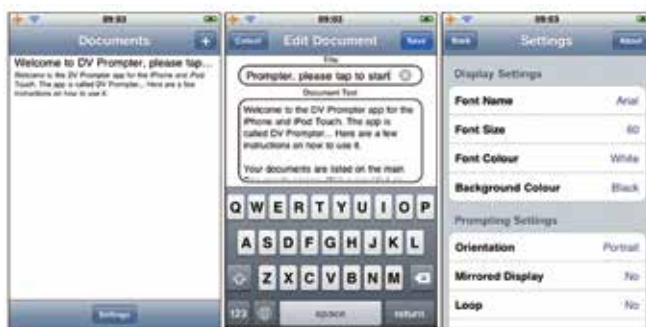 09:03
Documents
+
Welcome to DV Prompter, please tap...
Welcome to the DV Prompter app for the iPhone and iPod
Touch. The app is called DV Prompter... Here are a few
instructions on how to use it.
Settings
09:03
Cancel
Edit Document
Save
Title
Prompter, please tap to start
Document Text
Welcome to the DV Prompter app for the
iPhone and iPod Touch. The app is
called DV Prompter... Here are a few
instructions on how to use it.
Your documents are listed on the main
Q W E R T Y U I O P
A S D F G H J K L
Z X C V B N M
123
space
return
09:03
Back
Settings
About
Display Settings
Font Name Arial
Font Size 60
Font Colour White
Background Colour Black
Prompting Settings
Orientation Portrait
Mirrored Display No
Loop No